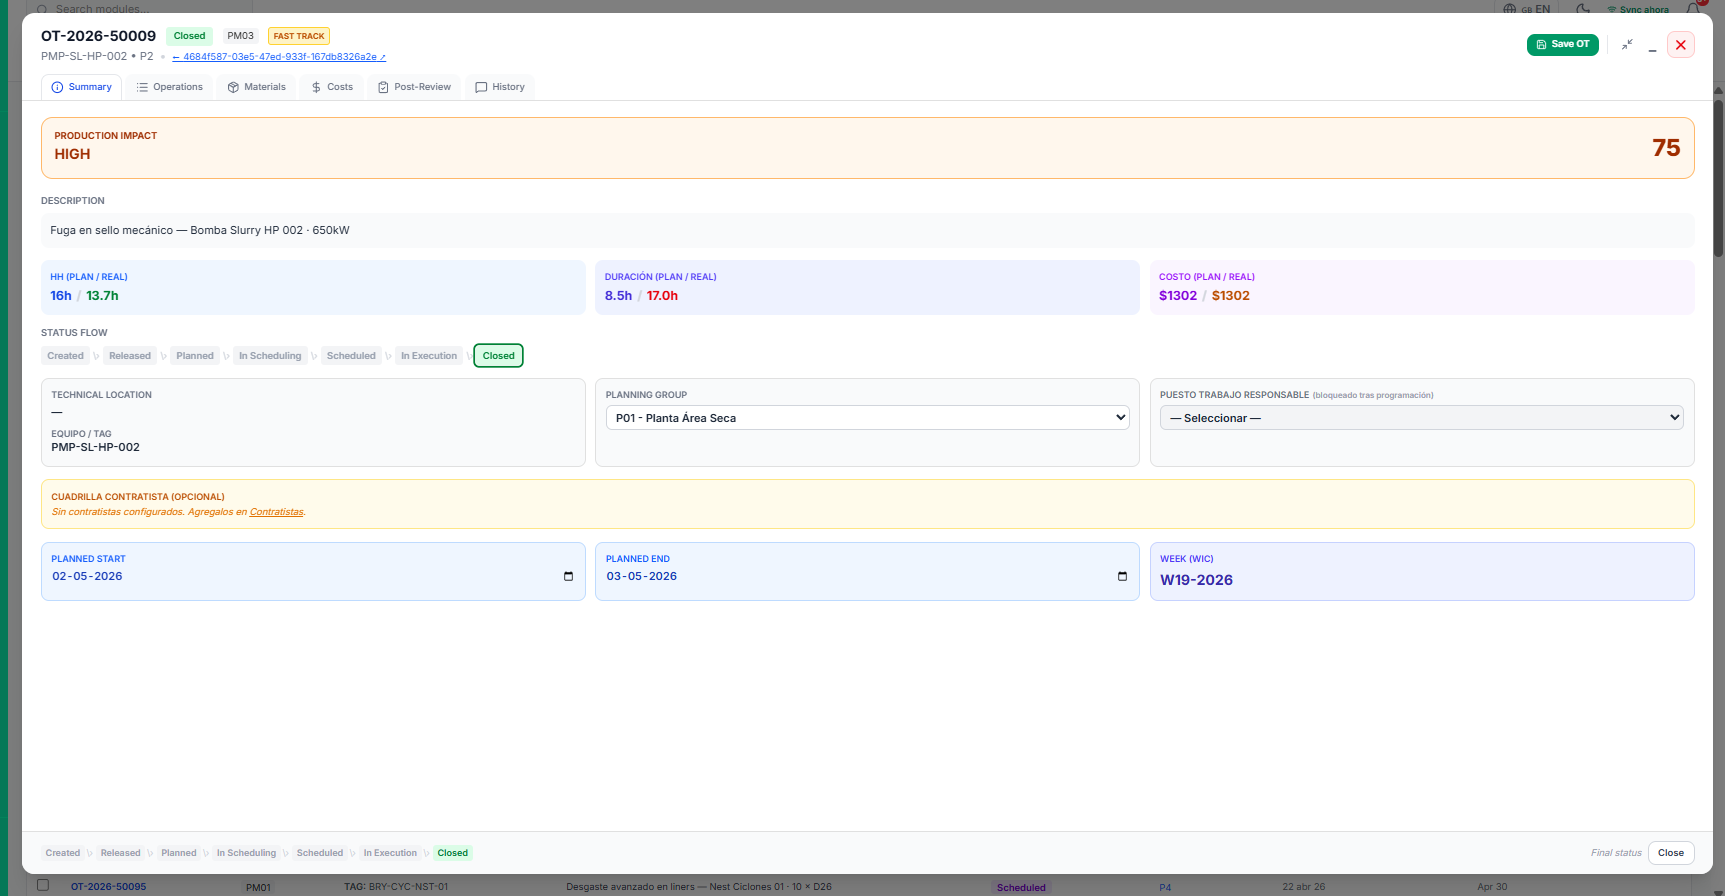 Search modules...
GB EN
Sync ahora
OT-2026-50009 Closed PM03 FAST TRACK
PMP-SL-HP-002 • P2 • ← 4684f587-03e5-47ed-933f-167db8326a2e ↗
Save OT
Summary Operations Materials Costs Post-Review History
PRODUCTION IMPACT
HIGH
75
DESCRIPTION
Fuga en sello mecánico — Bomba Slurry HP 002 · 650kW
HH (PLAN / REAL)
16h / 13.7h
DURACIÓN (PLAN / REAL)
8.5h / 17.0h
COSTO (PLAN / REAL)
$1302 / $1302
STATUS FLOW
Created Released Planned In Scheduling Scheduled In Execution Closed
TECHNICAL LOCATION
—
EQUIPO / TAG
PMP-SL-HP-002
PLANNING GROUP
P01 - Planta Área Seca
PUESTO TRABAJO RESPONSABLE (bloqueado tras programación)
— Seleccionar —
CUADRILLA CONTRATISTA (OPCIONAL)
Sin contratistas configurados. Agregalos en Contratistas.
PLANNED START
02-05-2026
PLANNED END
03-05-2026
WEEK (WIC)
W19-2026
Created Released Planned In Scheduling Scheduled In Execution Closed
Final status Close
OT-2026-50095 PM01 TAG: BRY-CYC-NST-01 Desgaste avanzado en liners — Nest Ciclones 01 · 10 × D26 Scheduled P4 22 abr 26 Apr 30